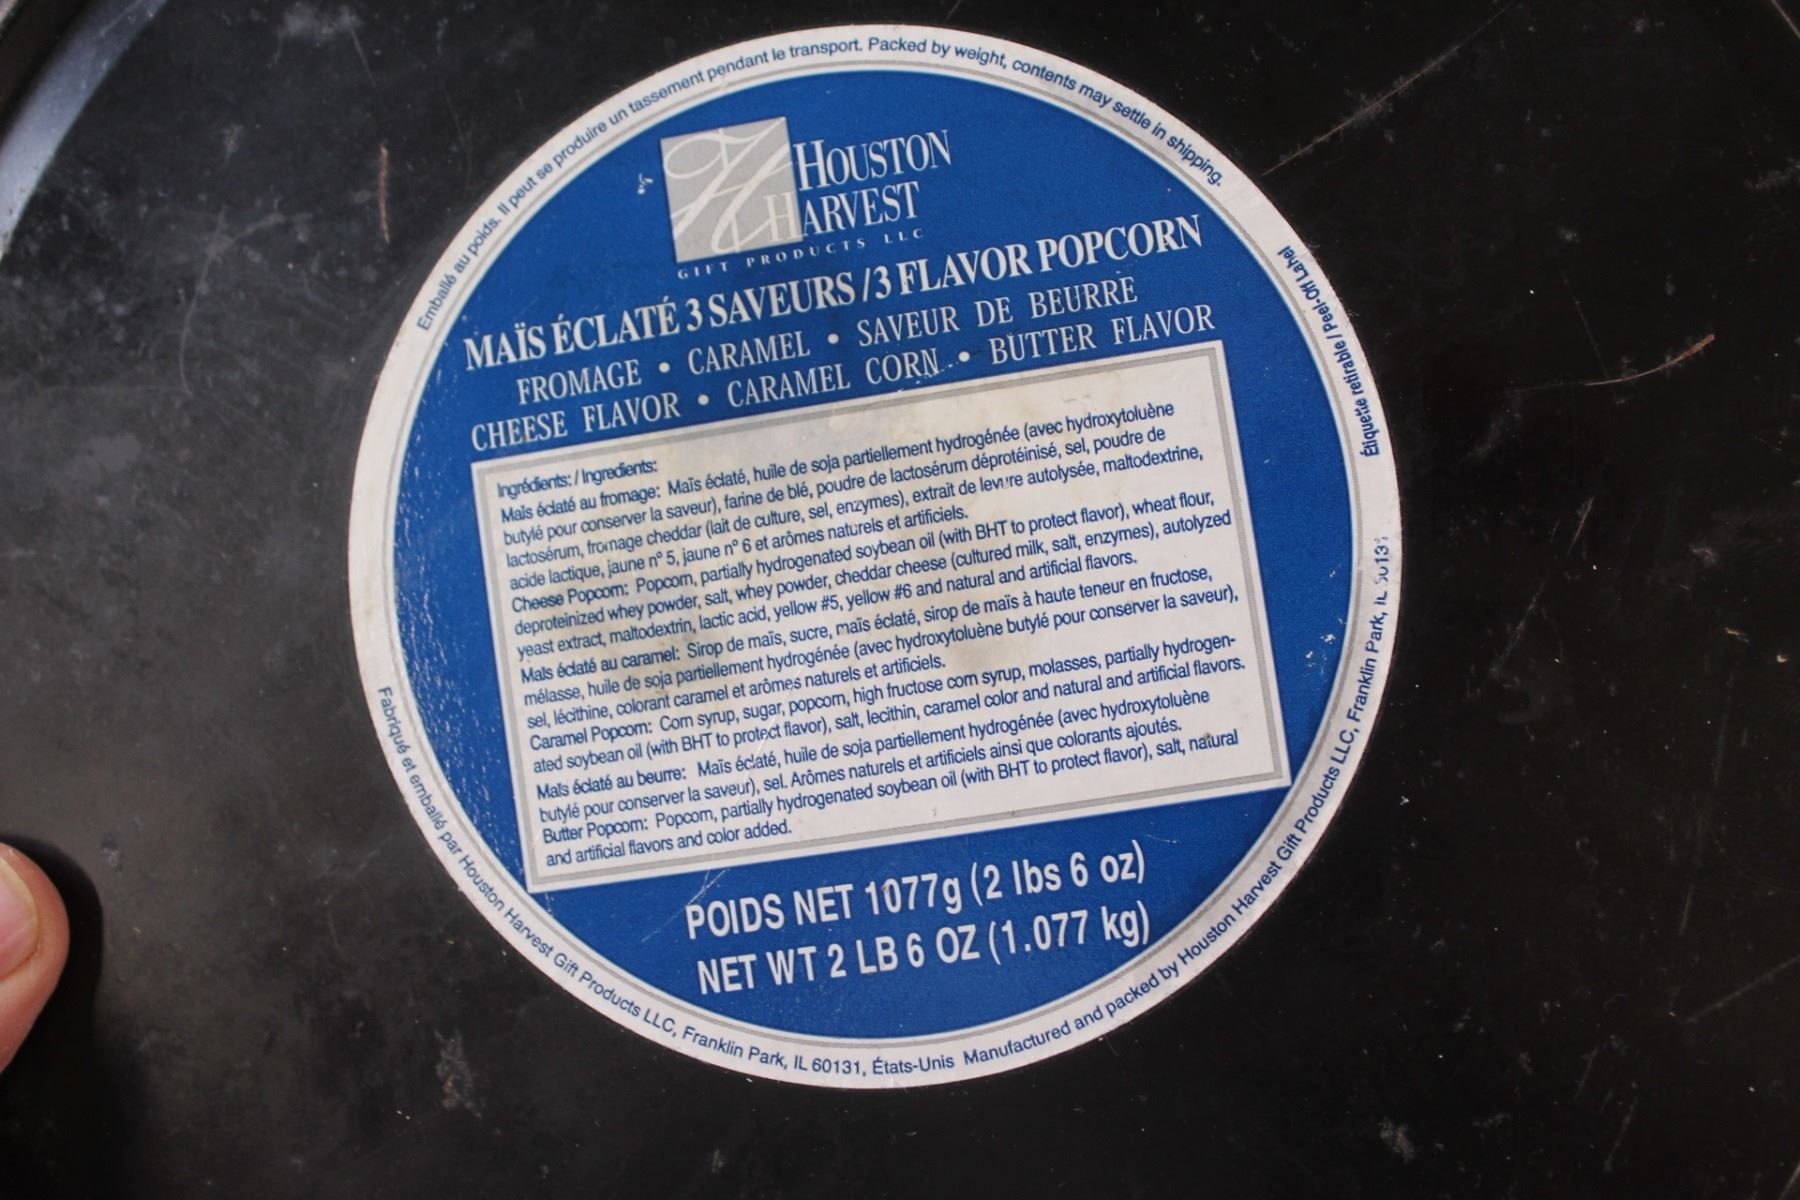 Emballé au poids. Il peut se produire un tassement pendant le transport. Packed by weight, contents may settle in shipping.
HOUSTON
HARVEST
GIFT PRODUCTS LLC
MAÏS ÉCLATÉ 3 SAVEURS / 3 FLAVOR POPCORN
FROMAGE • CARAMEL • SAVEUR DE BEURRE
CHEESE FLAVOR • CARAMEL CORN • BUTTER FLAVOR
Ingrédients: / Ingredients:
Maïs éclaté au fromage: Maïs éclaté, huile de soja partiellement hydrogénée (avec hydroxytoluène
butylé pour conserver la saveur), farine de blé, poudre de lactosérum déprotéinisé, sel, poudre de
lactosérum, fromage cheddar (lait de culture, sel, enzymes), extrait de levure autolysée, maltodextrine,
acide lactique, jaune n° 5, jaune n° 6 et arômes naturels et artificiels.
Cheese Popcorn: Popcorn, partially hydrogenated soybean oil (with BHT to protect flavor), wheat flour,
deproteinized whey powder, salt, whey powder, cheddar cheese (cultured milk, salt, enzymes), autolyzed
yeast extract, maltodextrin, lactic acid, yellow #5, yellow #6 and natural and artificial flavors.
Maïs éclaté au caramel: Sirop de maïs, sucre, maïs éclaté, sirop de maïs à haute teneur en fructose,
mélasse, huile de soja partiellement hydrogénée (avec hydroxytoluène butylé pour conserver la saveur),
sel, lécithine, colorant caramel et arômes naturels et artificiels.
Caramel Popcorn: Corn syrup, sugar, popcorn, high fructose corn syrup, molasses, partially hydrogen-
ated soybean oil (with BHT to protect flavor), salt, lecithin, caramel color and natural and artificial flavors.
Maïs éclaté au beurre: Maïs éclaté, huile de soja partiellement hydrogénée (avec hydroxytoluène
butylé pour conserver la saveur), sel. Arômes naturels et artificiels ainsi que colorants ajoutés.
Butter Popcorn: Popcorn, partially hydrogenated soybean oil (with BHT to protect flavor), salt, natural
and artificial flavors and color added.
POIDS NET 1077g (2 lbs 6 oz)
NET WT 2 LB 6 OZ (1.077 kg)
Étiquette retirable / Peel-Off Label
Fabriqué et emballé par Houston Harvest Gift Products LLC, Franklin Park, IL 60131, États-Unis
Manufactured and packed by Houston Harvest Gift Products LLC, Franklin Park, IL 60131